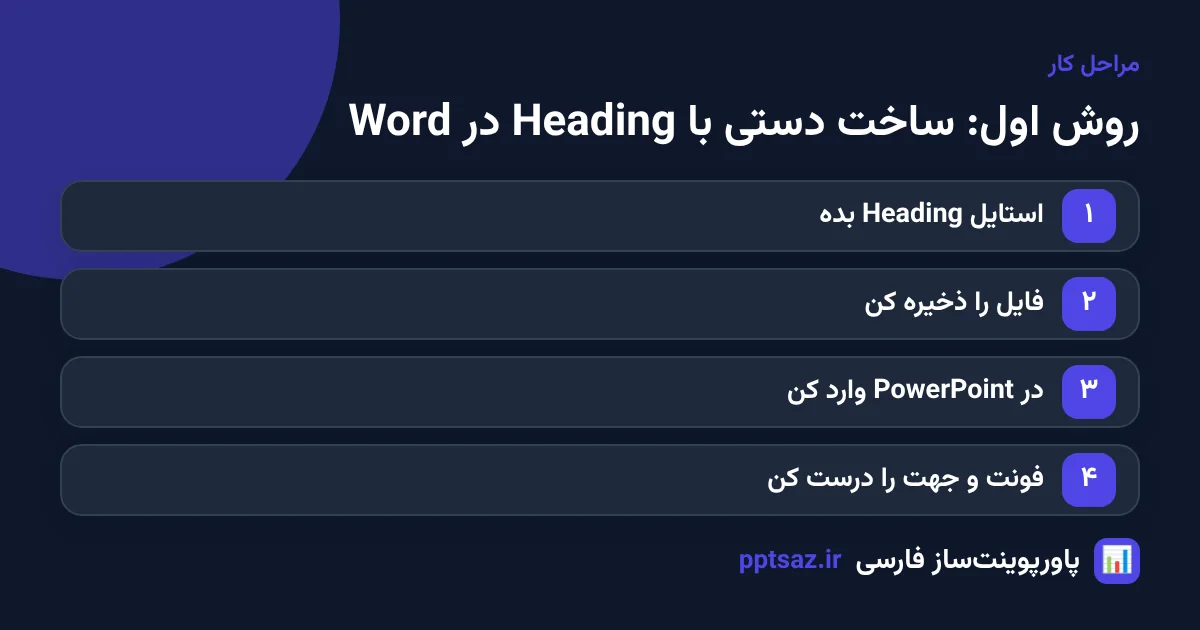 مراحل کار
روش اول: ساخت دستی با Heading در Word
۱ استایل Heading بده
۲ فایل را ذخیره کن
۳ در PowerPoint وارد کن
۴ فونت و جهت را درست کن
پاورپوینت‌ساز فارسی pptsaz.ir